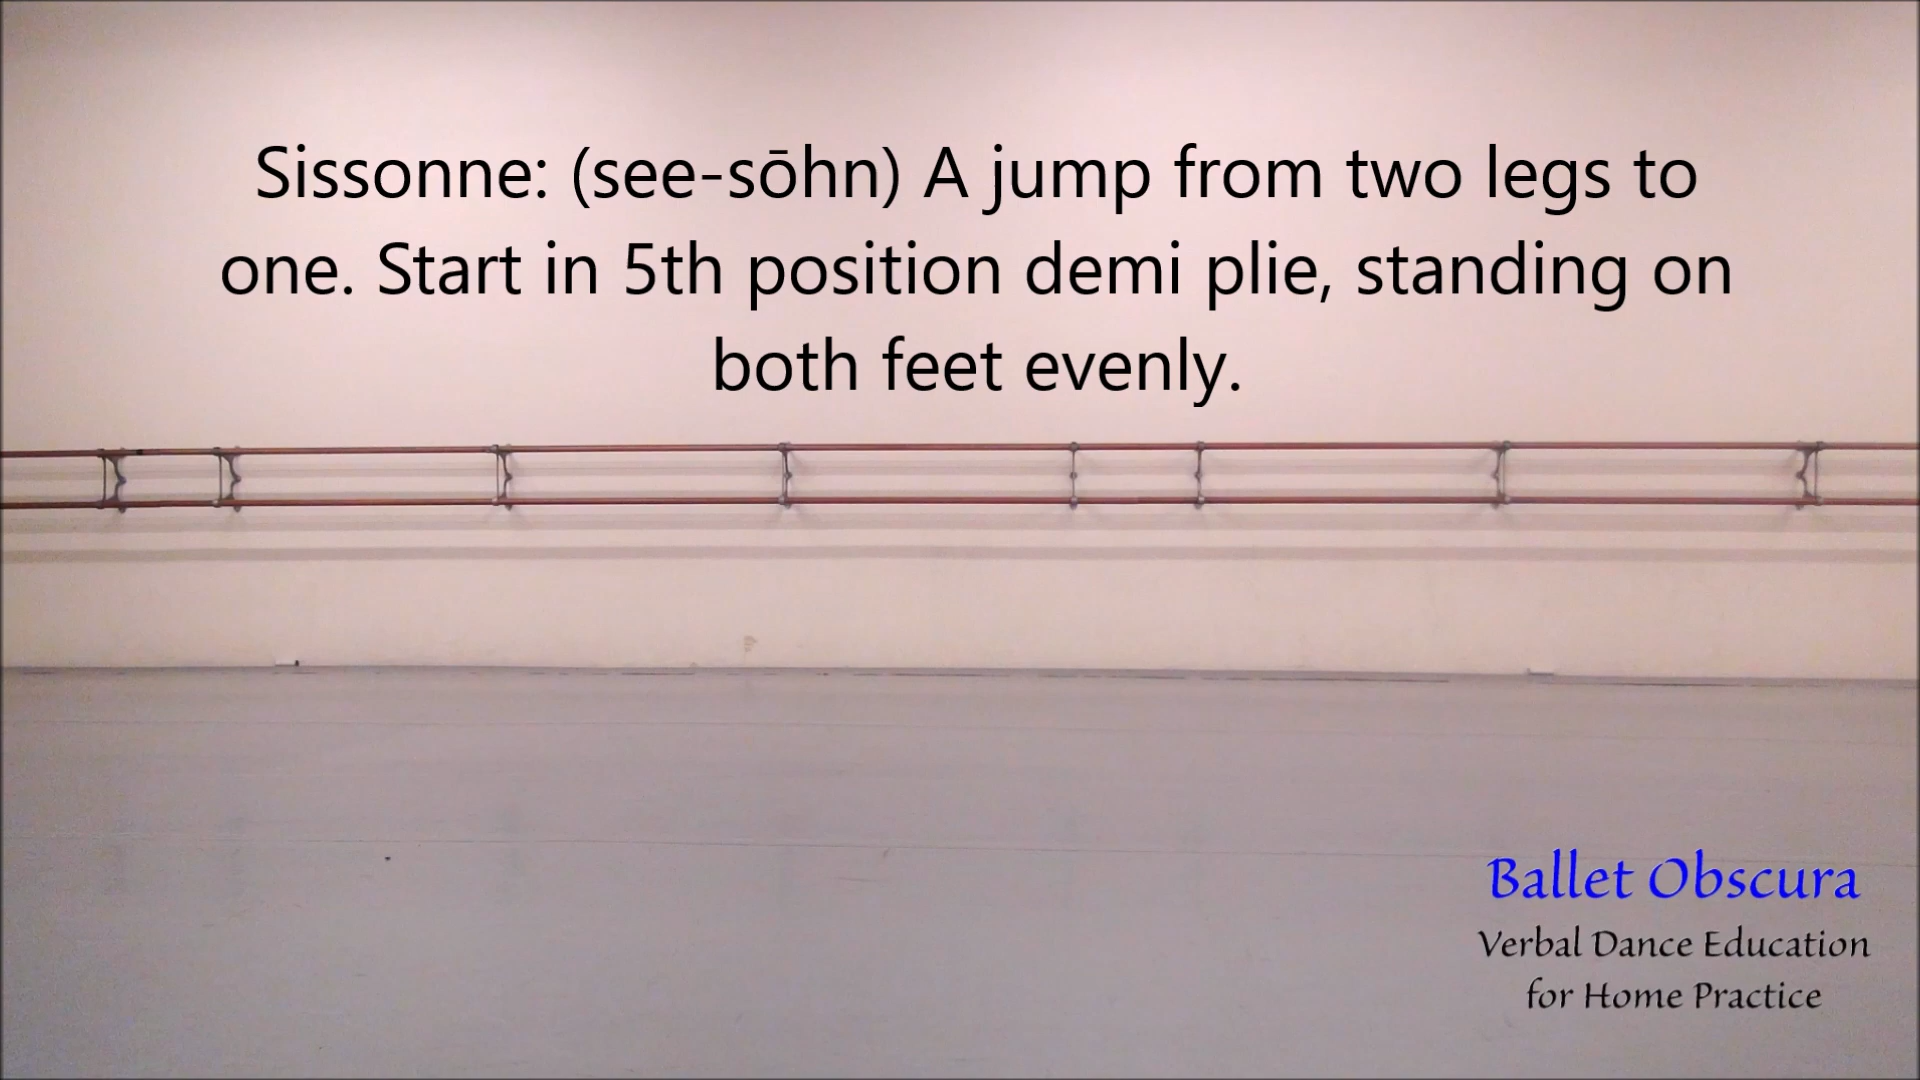 Sissonne: (see-sōhn) A jump from two legs to
one. Start in 5th position demi plie, standing on
both feet evenly.
Ballet Obscura
Verbal Dance Education
for Home Practice